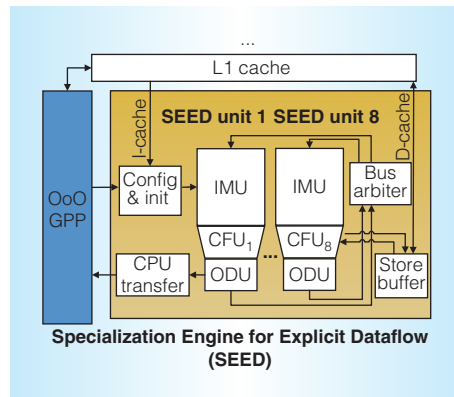 ...
L1 cache
I-cache
D-cache
SEED unit 1 SEED unit 8
OoO
GPP
Config
& init
IMU
IMU
Bus
arbiter
CFU1
...
CFU8
CPU
transfer
ODU
ODU
Store
buffer
Specialization Engine for Explicit Dataflow
(SEED)